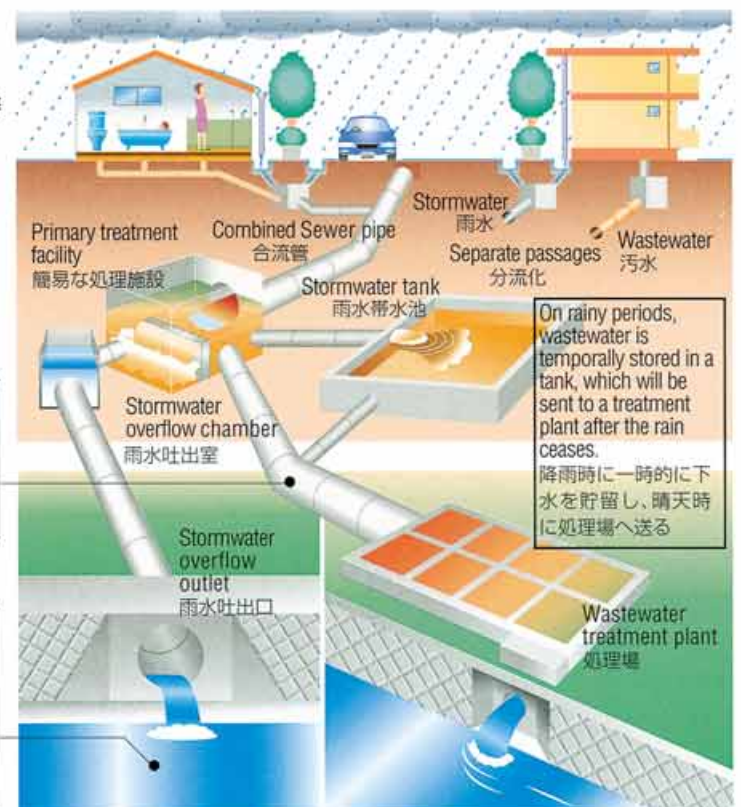 Stormwater
雨水
Primary treatment
facility
簡易な処理施設
Combined Sewer pipe
合流管
Separate passages
分流化
Wastewater
汚水
Stormwater tank
雨水帯水池
On rainy periods,
wastewater is
temporally stored in a
tank, which will be
sent to a treatment
plant after the rain
ceases.
降雨時に一時的に下
水を貯留し、晴天時
に処理場へ送る
Stormwater
overflow chamber
雨水吐出室
Stormwater
overflow
outlet
雨水吐出口
Wastewater
treatment plant
処理場